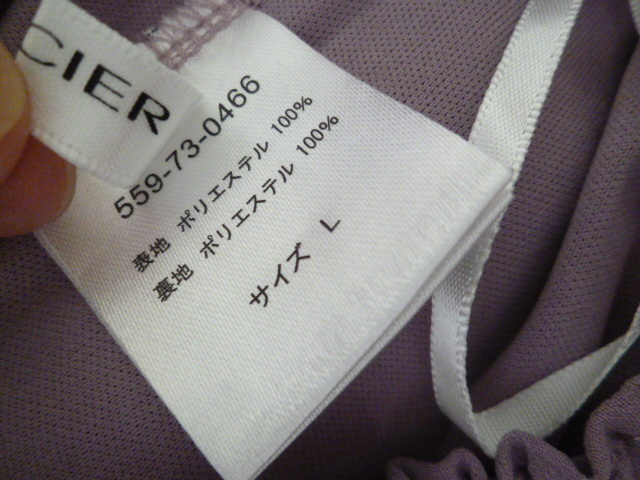 CIER
559-73-0466
表地 ポリエステル 100%
裏地 ポリエステル 100%
サイズ L